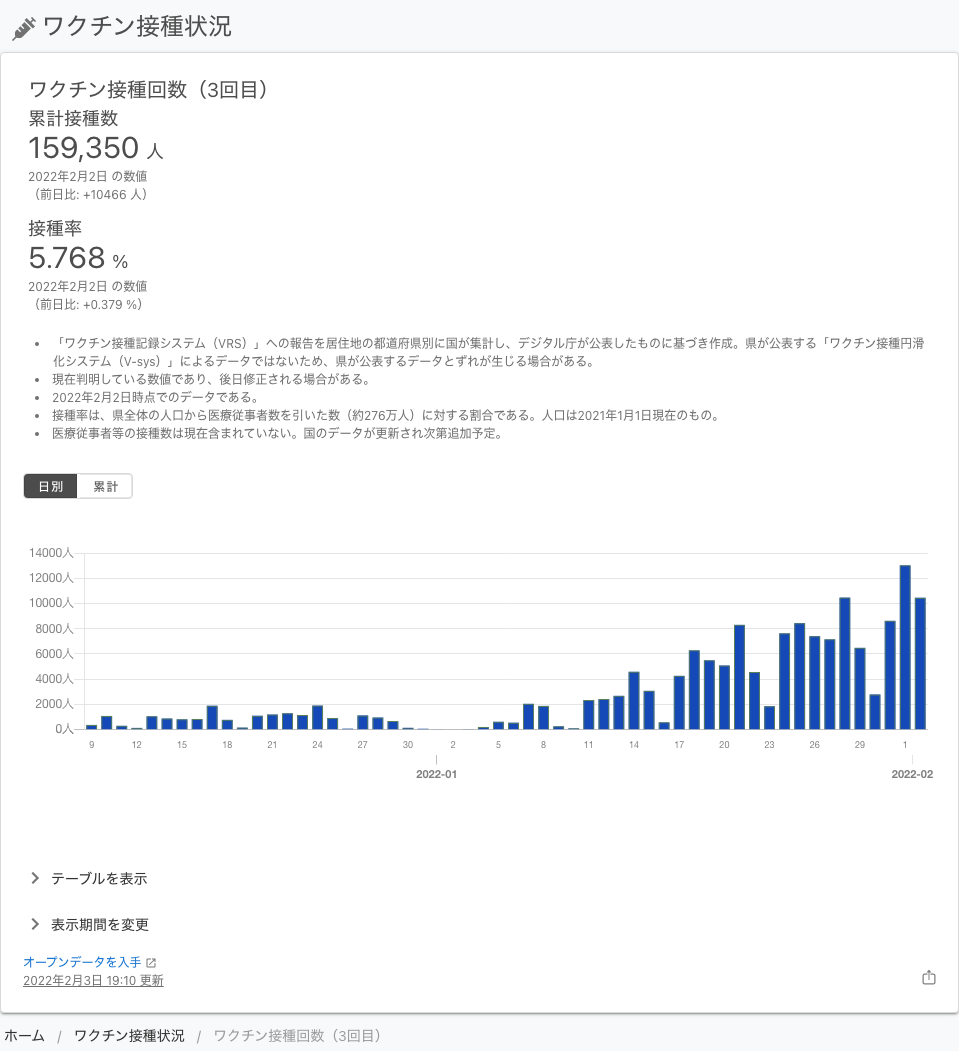 ワクチン接種状況
ワクチン接種回数（3回目）
累計接種数
159,350 人
2022年2月2日 の数値
（前日比: +10466 人）
接種率
5.768 %
2022年2月2日 の数値
（前日比: +0.379 %）
• 「ワクチン接種記録システム（VRS）」への報告を居住地の都道府県別に国が集計し、デジタル庁が公表したものに基づき作成。県が公表する「ワクチン接種円滑
化システム（V-sys）」によるデータではないため、県が公表するデータとずれが生じる場合がある。
• 現在判明している数値であり、後日修正される場合がある。
• 2022年2月2日時点でのデータである。
• 接種率は、県全体の人口から医療従事者数を引いた数（約276万人）に対する割合である。人口は2021年1月1日現在のもの。
• 医療従事者等の接種数は現在含まれていない。国のデータが更新され次第追加予定。
日別 累計
14000人
12000人
10000人
8000人
6000人
4000人
2000人
0人
9 12 15 18 21 24 27 30 2 5 8 11 14 17 20 23 26 29 1
2022-01 2022-02
テーブルを表示
表示期間を変更
オープンデータを入手
2022年2月3日 19:10 更新
ホーム / ワクチン接種状況 / ワクチン接種回数（3回目）